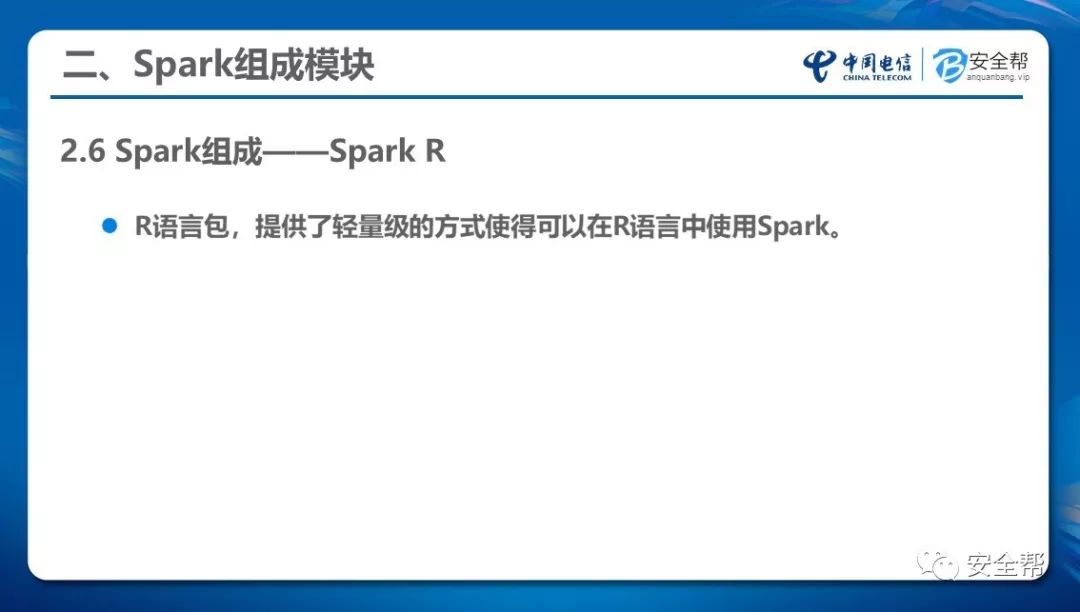 二、Spark组成模块
中国电信
CHINA TELECOM
安全帮
anquanbang.vip
2.6 Spark组成——Spark R
R语言包，提供了轻量级的方式使得可以在R语言中使用Spark。
安全帮